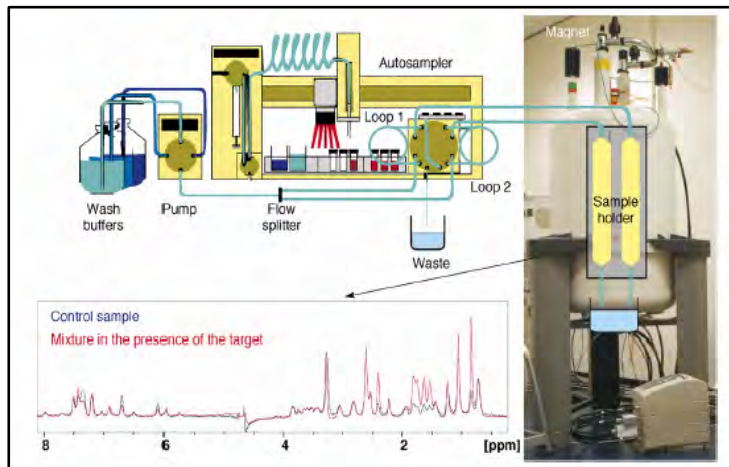 Magnet
Autosampler
Loop 1
Loop 2
Wash
buffers
Pump
Flow
splitter
Waste
Sample
holder
Control sample
Mixture in the presence of the target
8 6 4 2 [ppm]